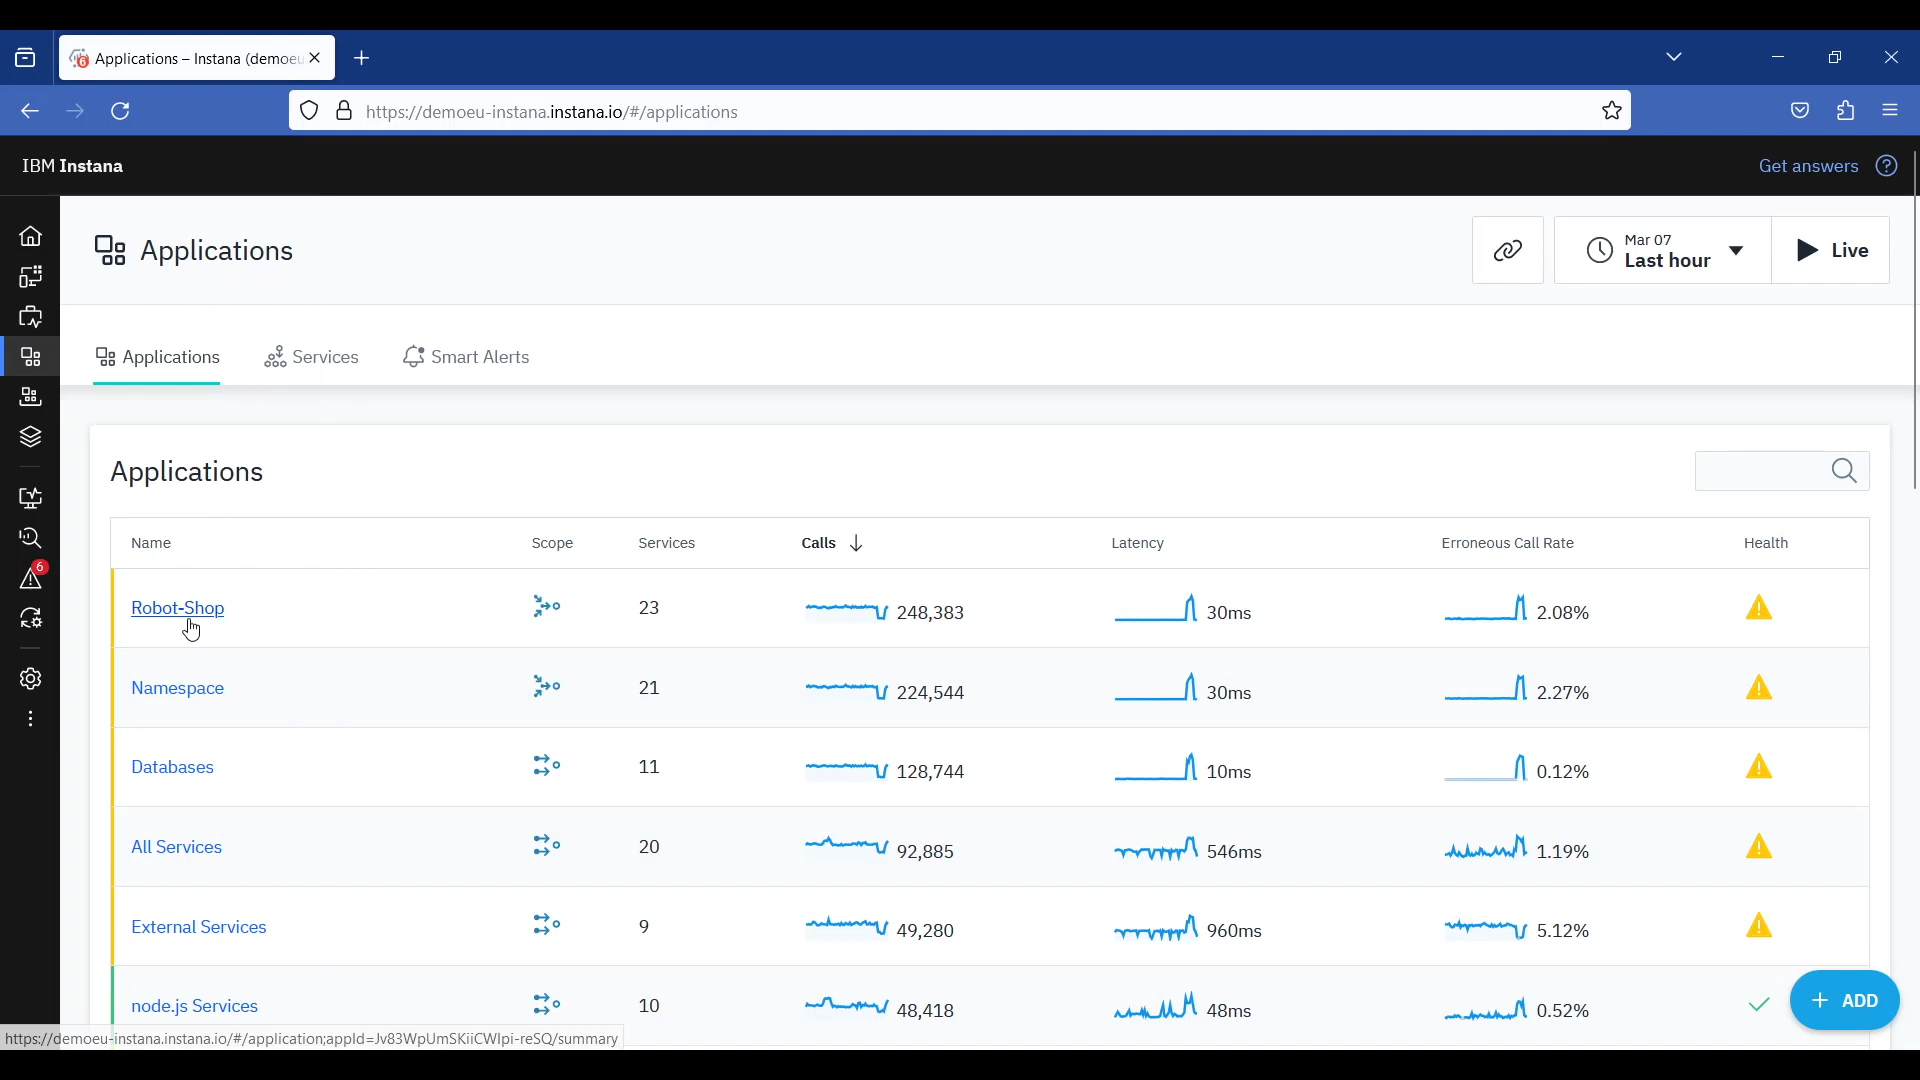 Applications – Instana (demoeu
https://demoeu-instana.instana.io/#/applications
IBM Instana
Get answers
Applications
Mar 07
Last hour
Live
Applications
Services
Smart Alerts
Applications
Name Scope Services Calls Latency Erroneous Call Rate Health
Robot-Shop 23 248,383 30ms 2.08%
Namespace 21 224,544 30ms 2.27%
Databases 11 128,744 10ms 0.12%
6
All Services 20 92,885 546ms 1.19%
External Services 9 49,280 960ms 5.12%
node.js Services 10 48,418 48ms 0.52%
+ ADD
https://demoeu-instana.instana.io/#/application;appId=Jv83WpUmSKiiCWIpi-reSQ/summary